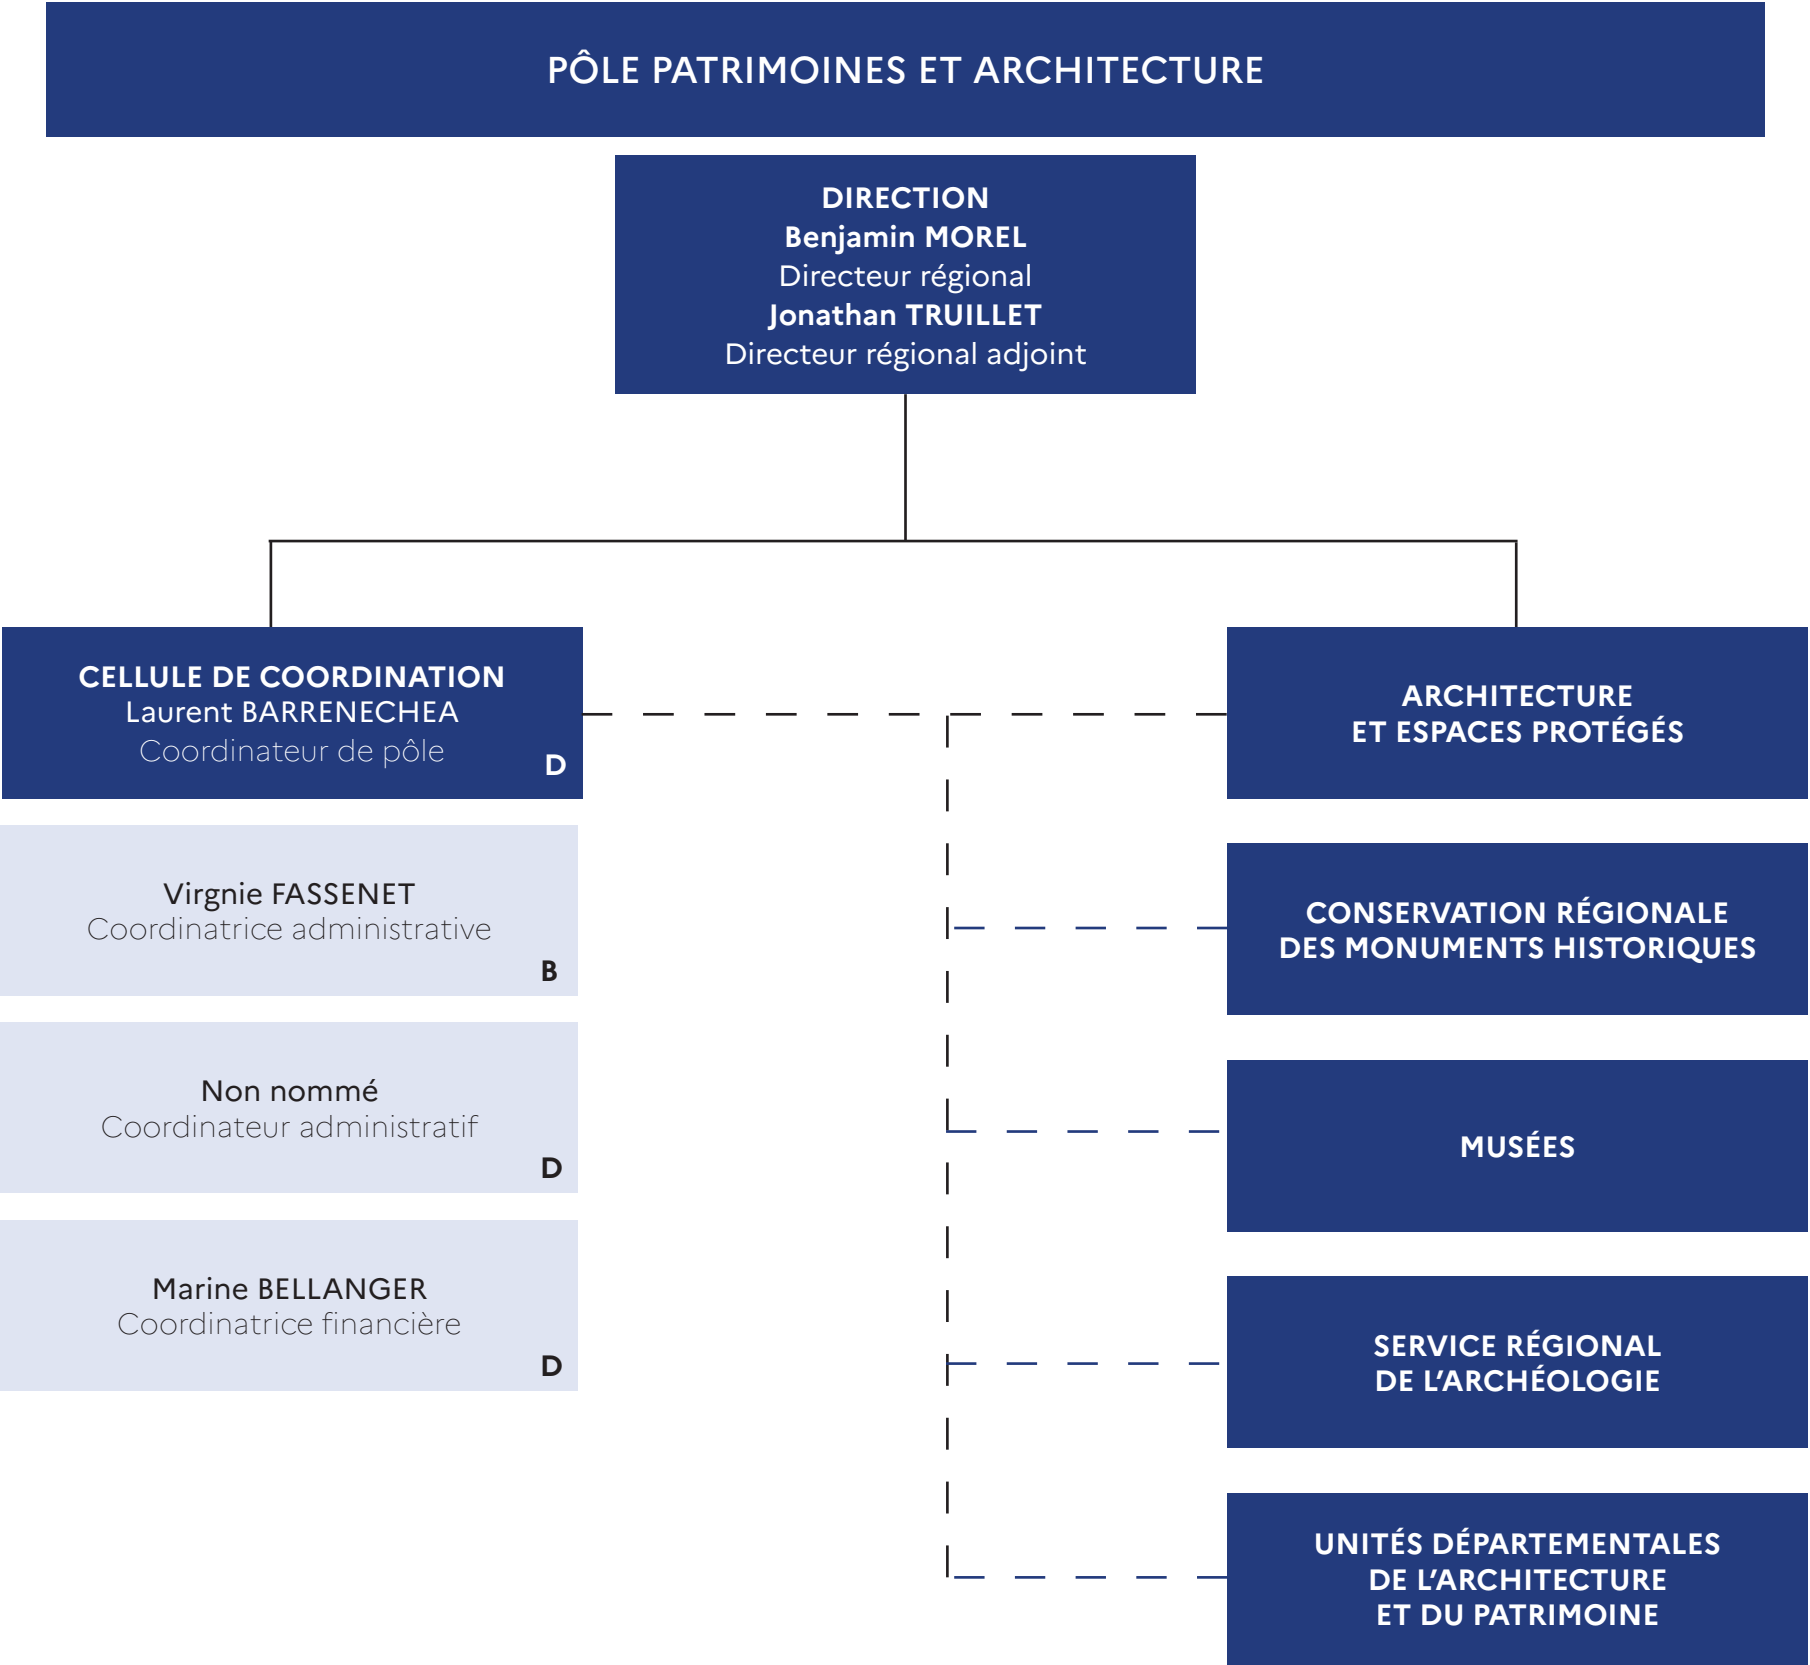 PÔLE PATRIMOINES ET ARCHITECTURE
DIRECTION
Benjamin MOREL
Directeur régional
Jonathan TRUILLET
Directeur régional adjoint
CELLULE DE COORDINATION
Laurent BARRENECHEA
Coordinateur de pôle
D
Virgnie FASSENET
Coordinatrice administrative
B
Non nommé
Coordinateur administratif
D
Marine BELLANGER
Coordinatrice financière
D
ARCHITECTURE
ET ESPACES PROTÉGÉS
CONSERVATION RÉGIONALE
DES MONUMENTS HISTORIQUES
MUSÉES
SERVICE RÉGIONAL
DE L’ARCHÉOLOGIE
UNITÉS DÉPARTEMENTALES
DE L’ARCHITECTURE
ET DU PATRIMOINE